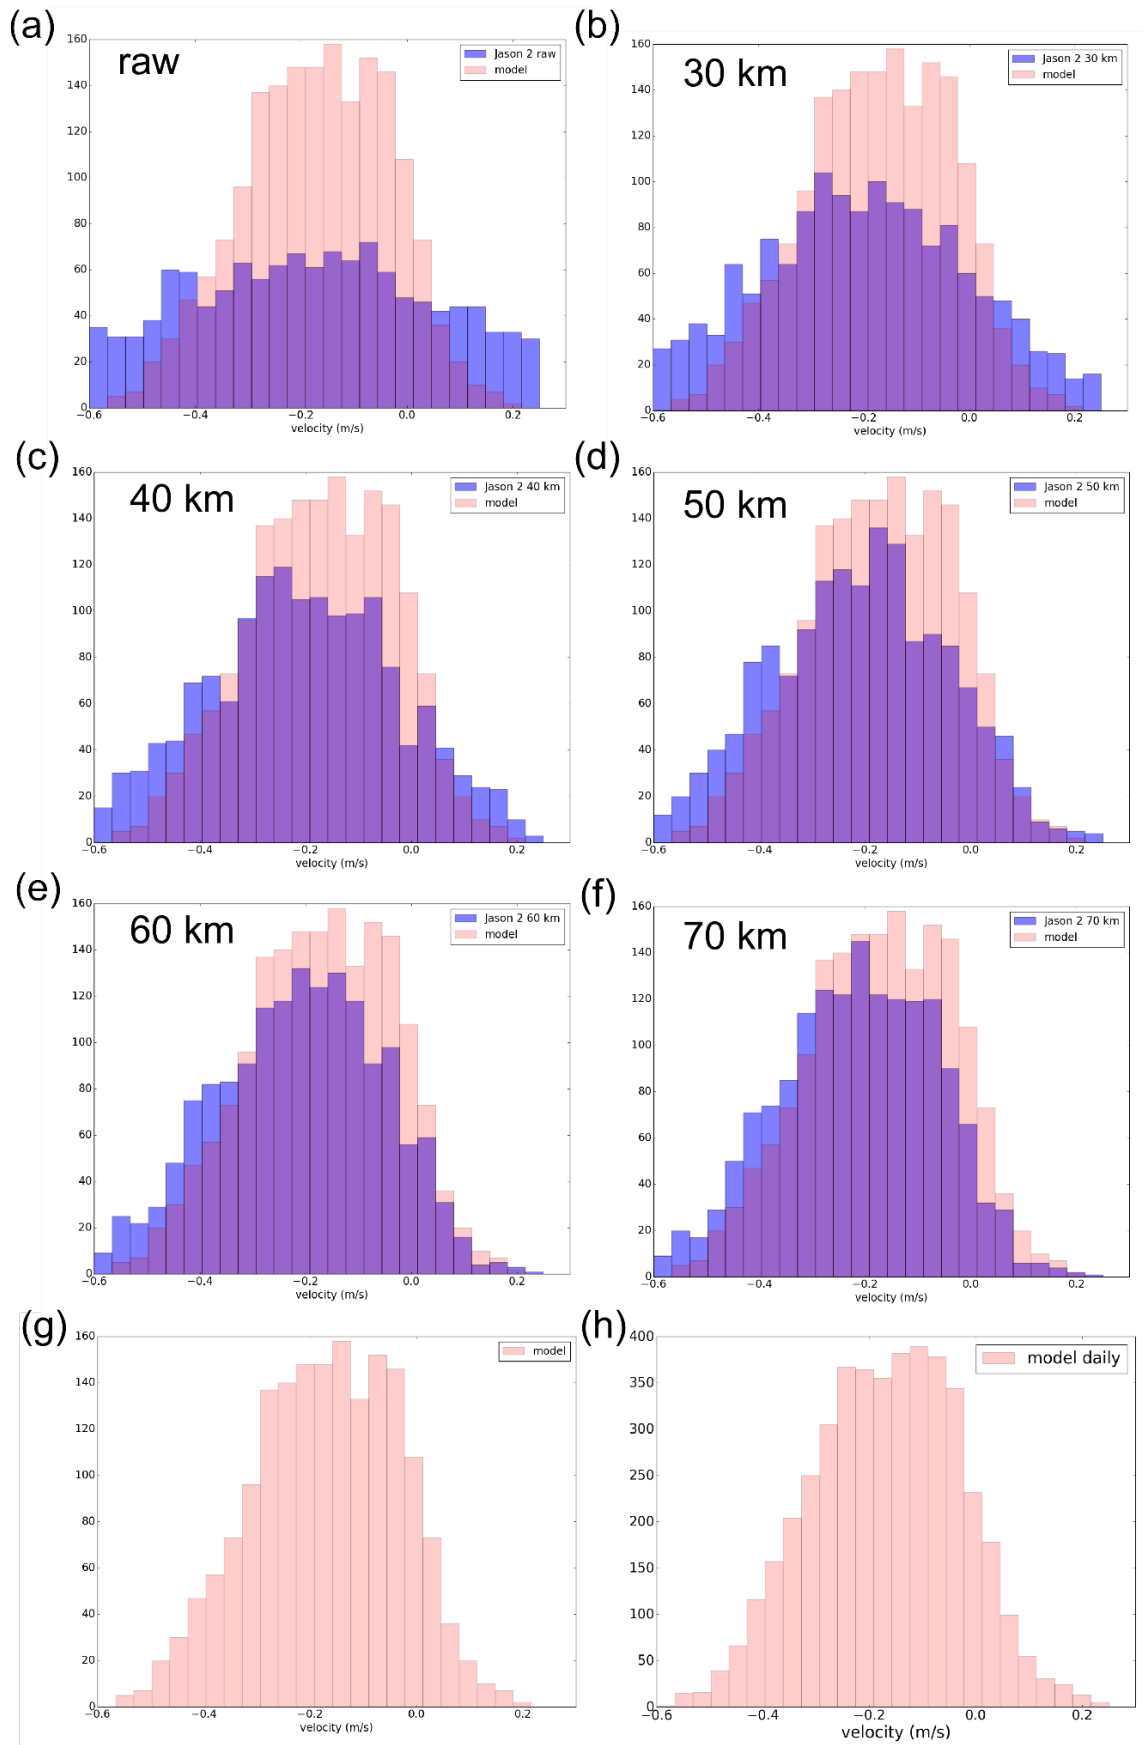 (a)
raw
160
140
120
100
80
60
40
20
0
−0.6 −0.4 −0.2 0.0 0.2
velocity (m/s)
Jason 2 raw
model
(b)
30 km
160
140
120
100
80
60
40
20
0
−0.6 −0.4 −0.2 0.0 0.2
velocity (m/s)
Jason 2 30 km
model
(c)
40 km
160
140
120
100
80
60
40
20
0
−0.6 −0.4 −0.2 0.0 0.2
velocity (m/s)
Jason 2 40 km
model
(d)
50 km
160
140
120
100
80
60
40
20
0
−0.6 −0.4 −0.2 0.0 0.2
velocity (m/s)
Jason 2 50 km
model
(e)
60 km
160
140
120
100
80
60
40
20
0
−0.6 −0.4 −0.2 0.0 0.2
velocity (m/s)
Jason 2 60 km
model
(f)
70 km
160
140
120
100
80
60
40
20
0
−0.6 −0.4 −0.2 0.0 0.2
velocity (m/s)
Jason 2 70 km
model
(g)
160
140
120
100
80
60
40
20
0
−0.6 −0.4 −0.2 0.0 0.2
velocity (m/s)
model
(h)
400
350
300
250
200
150
100
50
0
−0.6 −0.4 −0.2 0.0 0.2
velocity (m/s)
model daily